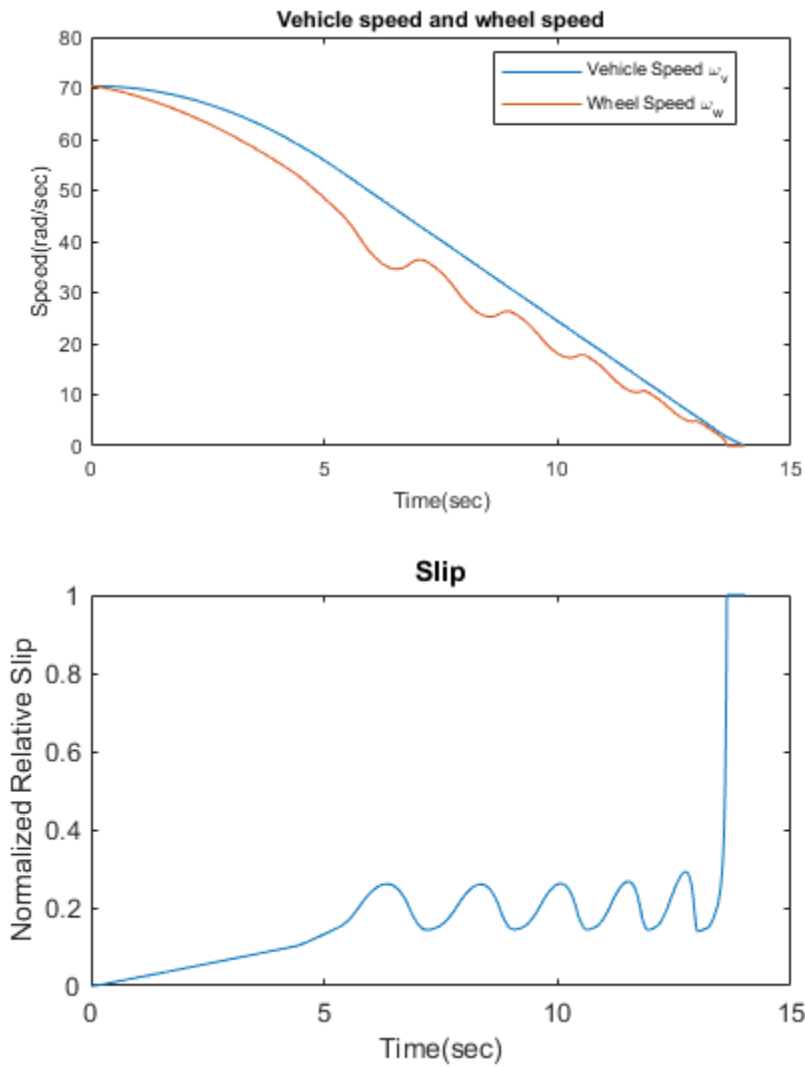 Vehicle speed and wheel speed
80
70
60
50
40
30
20
10
0
Speed(rad/sec)
Vehicle Speed ω_v
Wheel Speed ω_w
0 5 10 15
Time(sec)
Slip
1
0.8
0.6
0.4
0.2
0
Normalized Relative Slip
0 5 10 15
Time(sec)